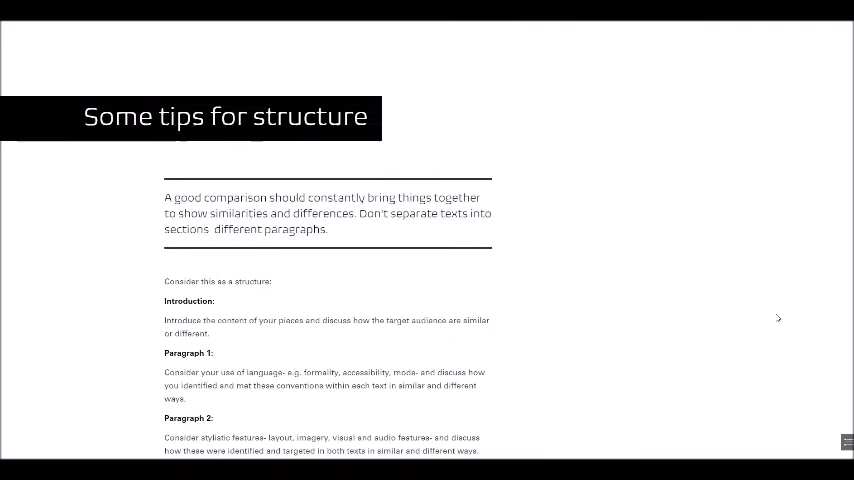 Some tips for structure
A good comparison should constantly bring things together
to show similarities and differences. Don't separate texts into
sections  different paragraphs.
Consider this as a structure:
Introduction:
Introduce the content of your pieces and discuss how the target audience are similar
or different.
Paragraph 1:
Consider your use of language- e.g. formality, accessibility, mode- and discuss how
you identified and met these conventions within each text in similar and different
ways.
Paragraph 2:
Consider stylistic features- layout, imagery, visual and audio features- and discuss
how these were identified and targeted in both texts in similar and different ways.